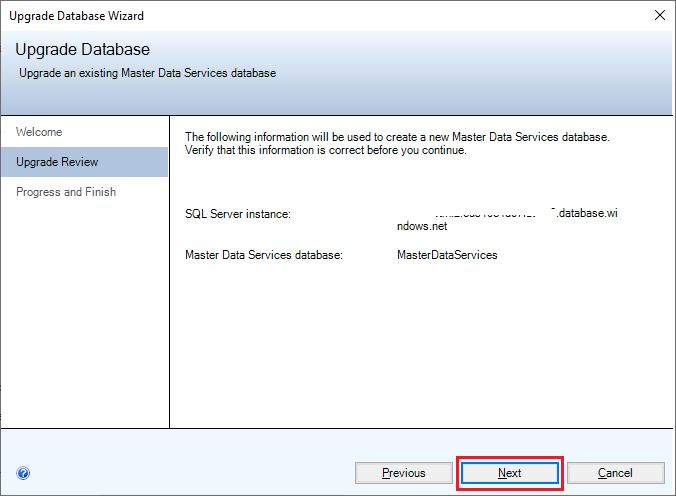 Upgrade Database Wizard
Upgrade Database
Upgrade an existing Master Data Services database
Welcome
Upgrade Review
Progress and Finish
The following information will be used to create a new Master Data Services database.
Verify that this information is correct before you continue.
SQL Server instance:
.database.wi
ndows.net
Master Data Services database:
MasterDataServices
?
Previous
Next
Cancel